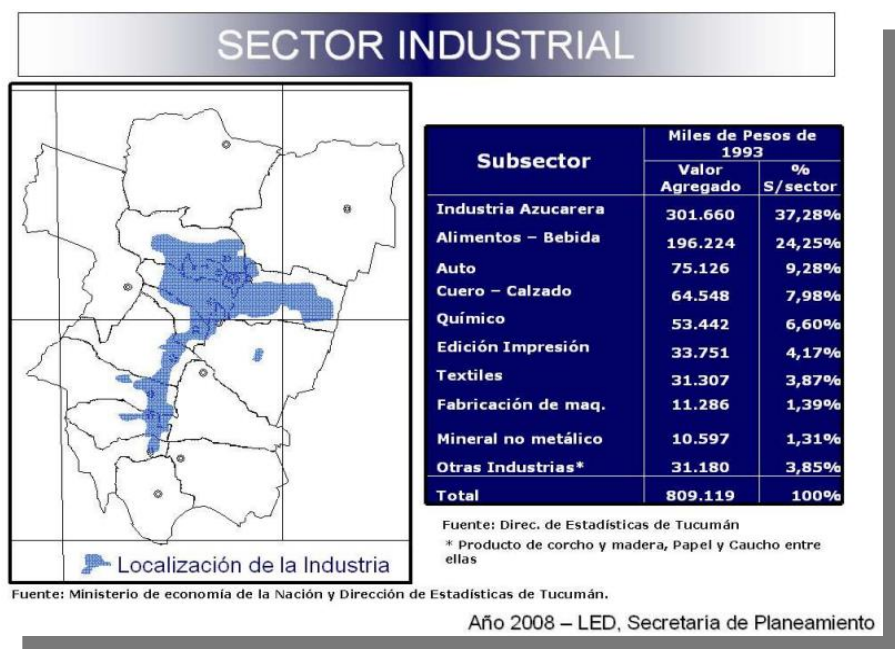 SECTOR INDUSTRIAL
Localización de la Industria
Subsector
Miles de Pesos de
1993
Valor
Agregado
%
S/sector
Industria Azucarera 301.660 37,28%
Alimentos – Bebida 196.224 24,25%
Auto 75.126 9,28%
Cuero – Calzado 64.548 7,98%
Químico 53.442 6,60%
Edición Impresión 33.751 4,17%
Textiles 31.307 3,87%
Fabricación de maq. 11.286 1,39%
Mineral no metálico 10.597 1,31%
Otras Industrias* 31.180 3,85%
Total 809.119 100%
Fuente: Direc. de Estadísticas de Tucumán
* Producto de corcho y madera, Papel y Caucho entre
ellas
Fuente: Ministerio de economía de la Nación y Dirección de Estadísticas de Tucumán.
Año 2008 – LED, Secretaria de Planeamiento